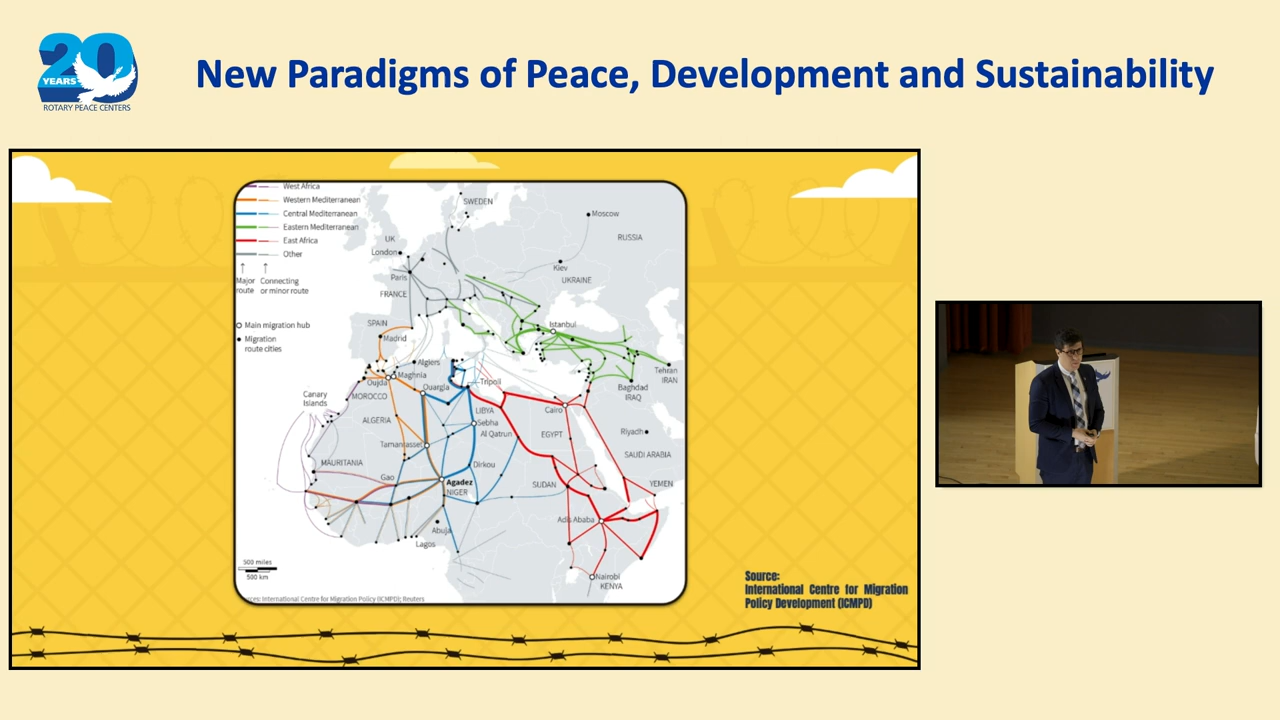 20
YEARS
ROTARY PEACE CENTERS
New Paradigms of Peace, Development and Sustainability
West Africa
Western Mediterranean
Central Mediterranean
Eastern Mediterranean
East Africa
Other
Major
route
Connecting
or minor route
Main migration hub
Migration
route cities
SWEDEN
Moscow
RUSSIA
UK
London
Kiev
UKRAINE
Paris
FRANCE
SPAIN
Madrid
Istanbul
Algiers
Maghnia
Oujda
Ouargla
Tripoli
Tehran
IRAN
Baghdad
IRAQ
Canary
Islands
MOROCCO
LIBYA
Cairo
ALGERIA
Sebha
Al Qatrun
EGYPT
Riyadh
Tamanrasset
SAUDI ARABIA
MAURITANIA
Dirkou
Gao
Agadez
NIGER
SUDAN
YEMEN
Abuja
Adis Ababa
Lagos
500 miles
500 km
Nairobi
KENYA
rces: International Centre for Migration Policy (ICMPD); Reuters
Source:
International Centre for Migration
Policy Development (ICMPD)